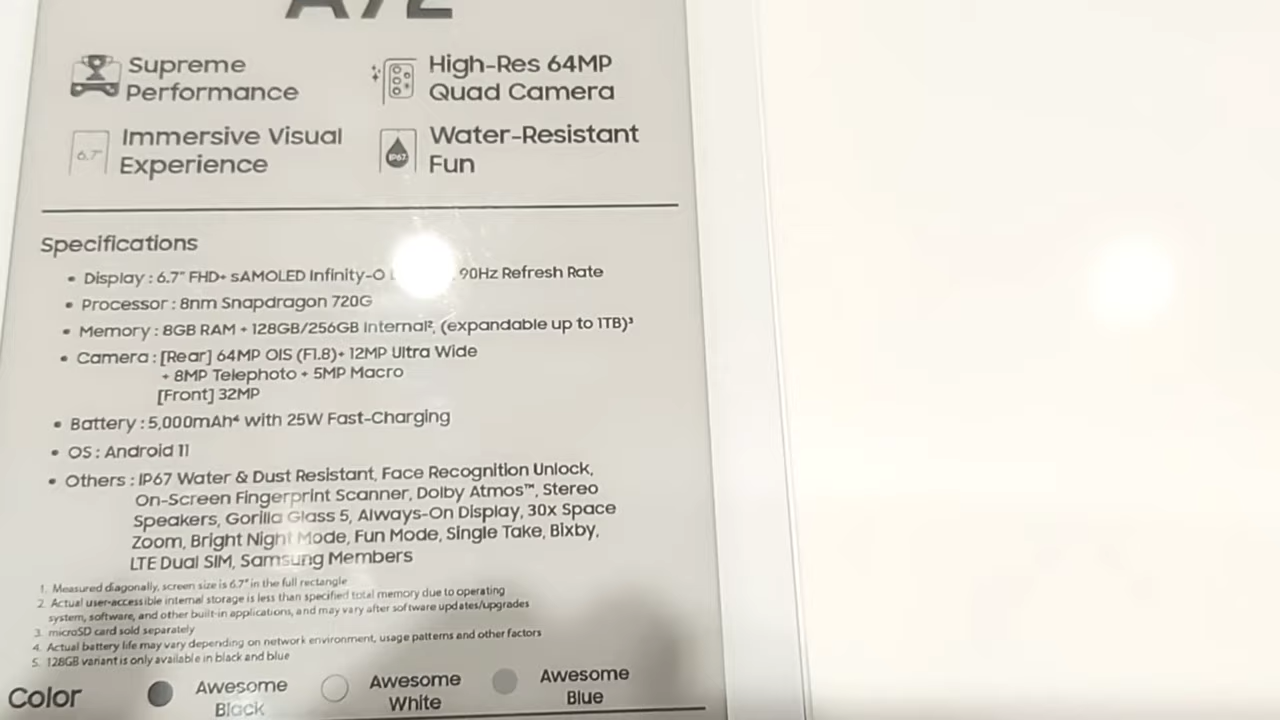 A72
Supreme
Performance
High-Res 64MP
Quad Camera
6.7"
Immersive Visual
Experience
IP67
Water-Resistant
Fun
Specifications
• Display : 6.7" FHD+ sAMOLED Infinity-O 90Hz Refresh Rate
• Processor : 8nm Snapdragon 720G
• Memory : 8GB RAM + 128GB/256GB Internal², (expandable up to 1TB)³
• Camera : [Rear] 64MP OIS (F1.8)+ 12MP Ultra Wide
+ 8MP Telephoto + 5MP Macro
[Front] 32MP
• Battery : 5,000mAh⁴ with 25W Fast-Charging
• OS : Android 11
• Others : IP67 Water & Dust Resistant, Face Recognition Unlock,
On-Screen Fingerprint Scanner, Dolby Atmos™, Stereo
Speakers, Gorilla Glass 5, Always-On Display, 30x Space
Zoom, Bright Night Mode, Fun Mode, Single Take, Bixby,
LTE Dual SIM, Samsung Members
1. Measured diagonally, screen size is 6.7" in the full rectangle
2. Actual user-accessible internal storage is less than specified total memory due to operating
system, software, and other built-in applications, and may vary after software updates/upgrades
3. microSD card sold separately
4. Actual battery life may vary depending on network environment, usage patterns and other factors
5. 128GB variant is only available in black and blue
Color
Awesome
Black
Awesome
White
Awesome
Blue